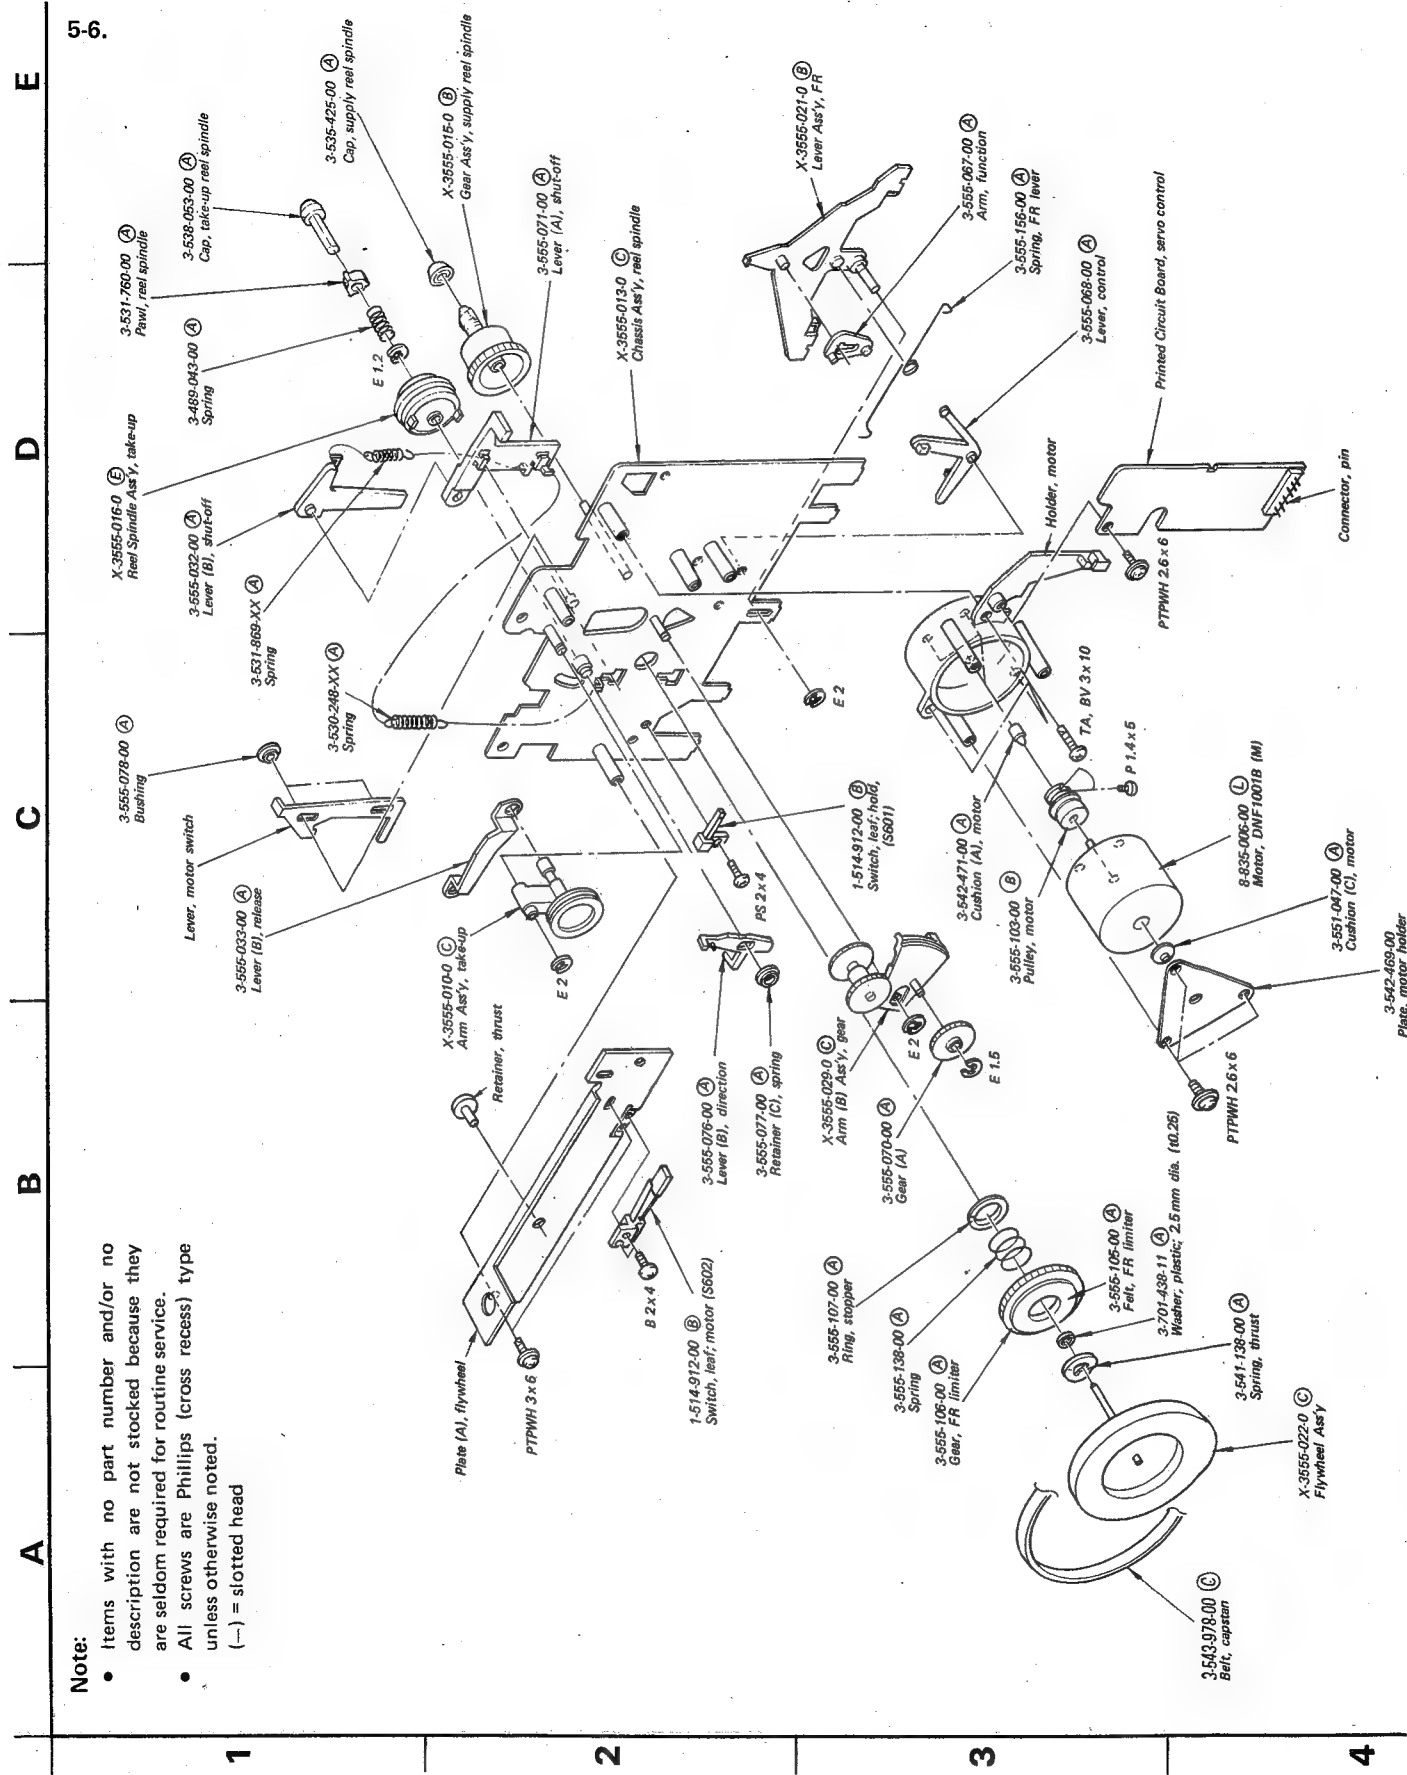 5-6.
Note:
• Items with no part number and/or no
description are not stocked because they
are seldom required for routine service.
• All screws are Phillips (cross recess) type
unless otherwise noted.
(—) = slotted head
A
B
C
D
E
1
2
3
4
3-555-078-00 Ⓐ
Bushing
Lever, motor switch
3-555-033-00 Ⓐ
Lever (B), release
X-3555-010-0 Ⓒ
Arm Ass'y, take-up
E 2
Retainer, thrust
Plate (A), flywheel
PTPWH 3 x 6
B 2 x 4
1-514-912-00 Ⓑ
Switch, leaf; motor (S602)
X-3555-016-0 Ⓔ
Reel Spindle Ass'y, take-up
3-555-032-00 Ⓐ
Lever (B), shut-off
3-531-869-XX Ⓐ
Spring
3-530-248-XX Ⓐ
Spring
3-531-760-00 Ⓐ
Pawl, reel spindle
3-489-043-00 Ⓐ
Spring
E 1.2
3-538-053-00 Ⓐ
Cap, take-up reel spindle
3-535-425-00 Ⓐ
Cap, supply reel spindle
X-3555-015-0 Ⓑ
Gear Ass'y, supply reel spindle
3-555-071-00 Ⓐ
Lever (A), shut-off
X-3555-013-0 Ⓒ
Chassis Ass'y, reel spindle
X-3555-021-0 Ⓑ
Lever Ass'y, FR
3-555-067-00 Ⓐ
Arm, function
3-555-156-00 Ⓐ
Spring, FR lever
3-555-068-00 Ⓐ
Lever, control
Printed Circuit Board, servo control
Holder, motor
Connector, pin
PTPWH 2.6 x 6
E 2
TA, BV 3 x 10
P 1.4 x 5
PS 2 x 4
1-514-912-00 Ⓑ
Switch, leaf; hold,
(S601)
3-542-471-00 Ⓐ
Cushion (A), motor
3-555-103-00 Ⓑ
Pulley, motor
8-835-06-00 Ⓛ
Motor, DNF1001B (M)
3-551-047-00 Ⓐ
Cushion (C), motor
3-542-469-00
Plate, motor holder
PTPWH 2.6 x 6
3-555-076-00 Ⓐ
Lever (B), direction
3-555-077-00 Ⓐ
Retainer (C), spring
X-3555-029-0 Ⓒ
Arm (B) Ass'y, gear
E 2
E 1.5
3-555-070-00 Ⓐ
Gear (A)
3-555-107-00 Ⓐ
Ring, stopper
3-555-138-00 Ⓐ
Spring
3-555-106-00 Ⓐ
Gear, FR limiter
3-555-105-00 Ⓐ
Felt, FR limiter
3-701-438-11 Ⓐ
Washer, plastic; 2.5 mm dia. (t0.25)
3-541-138-00 Ⓐ
Spring, thrust
X-3555-022-0 Ⓒ
Flywheel Ass'y
3-543-978-00 Ⓒ
Belt, capstan